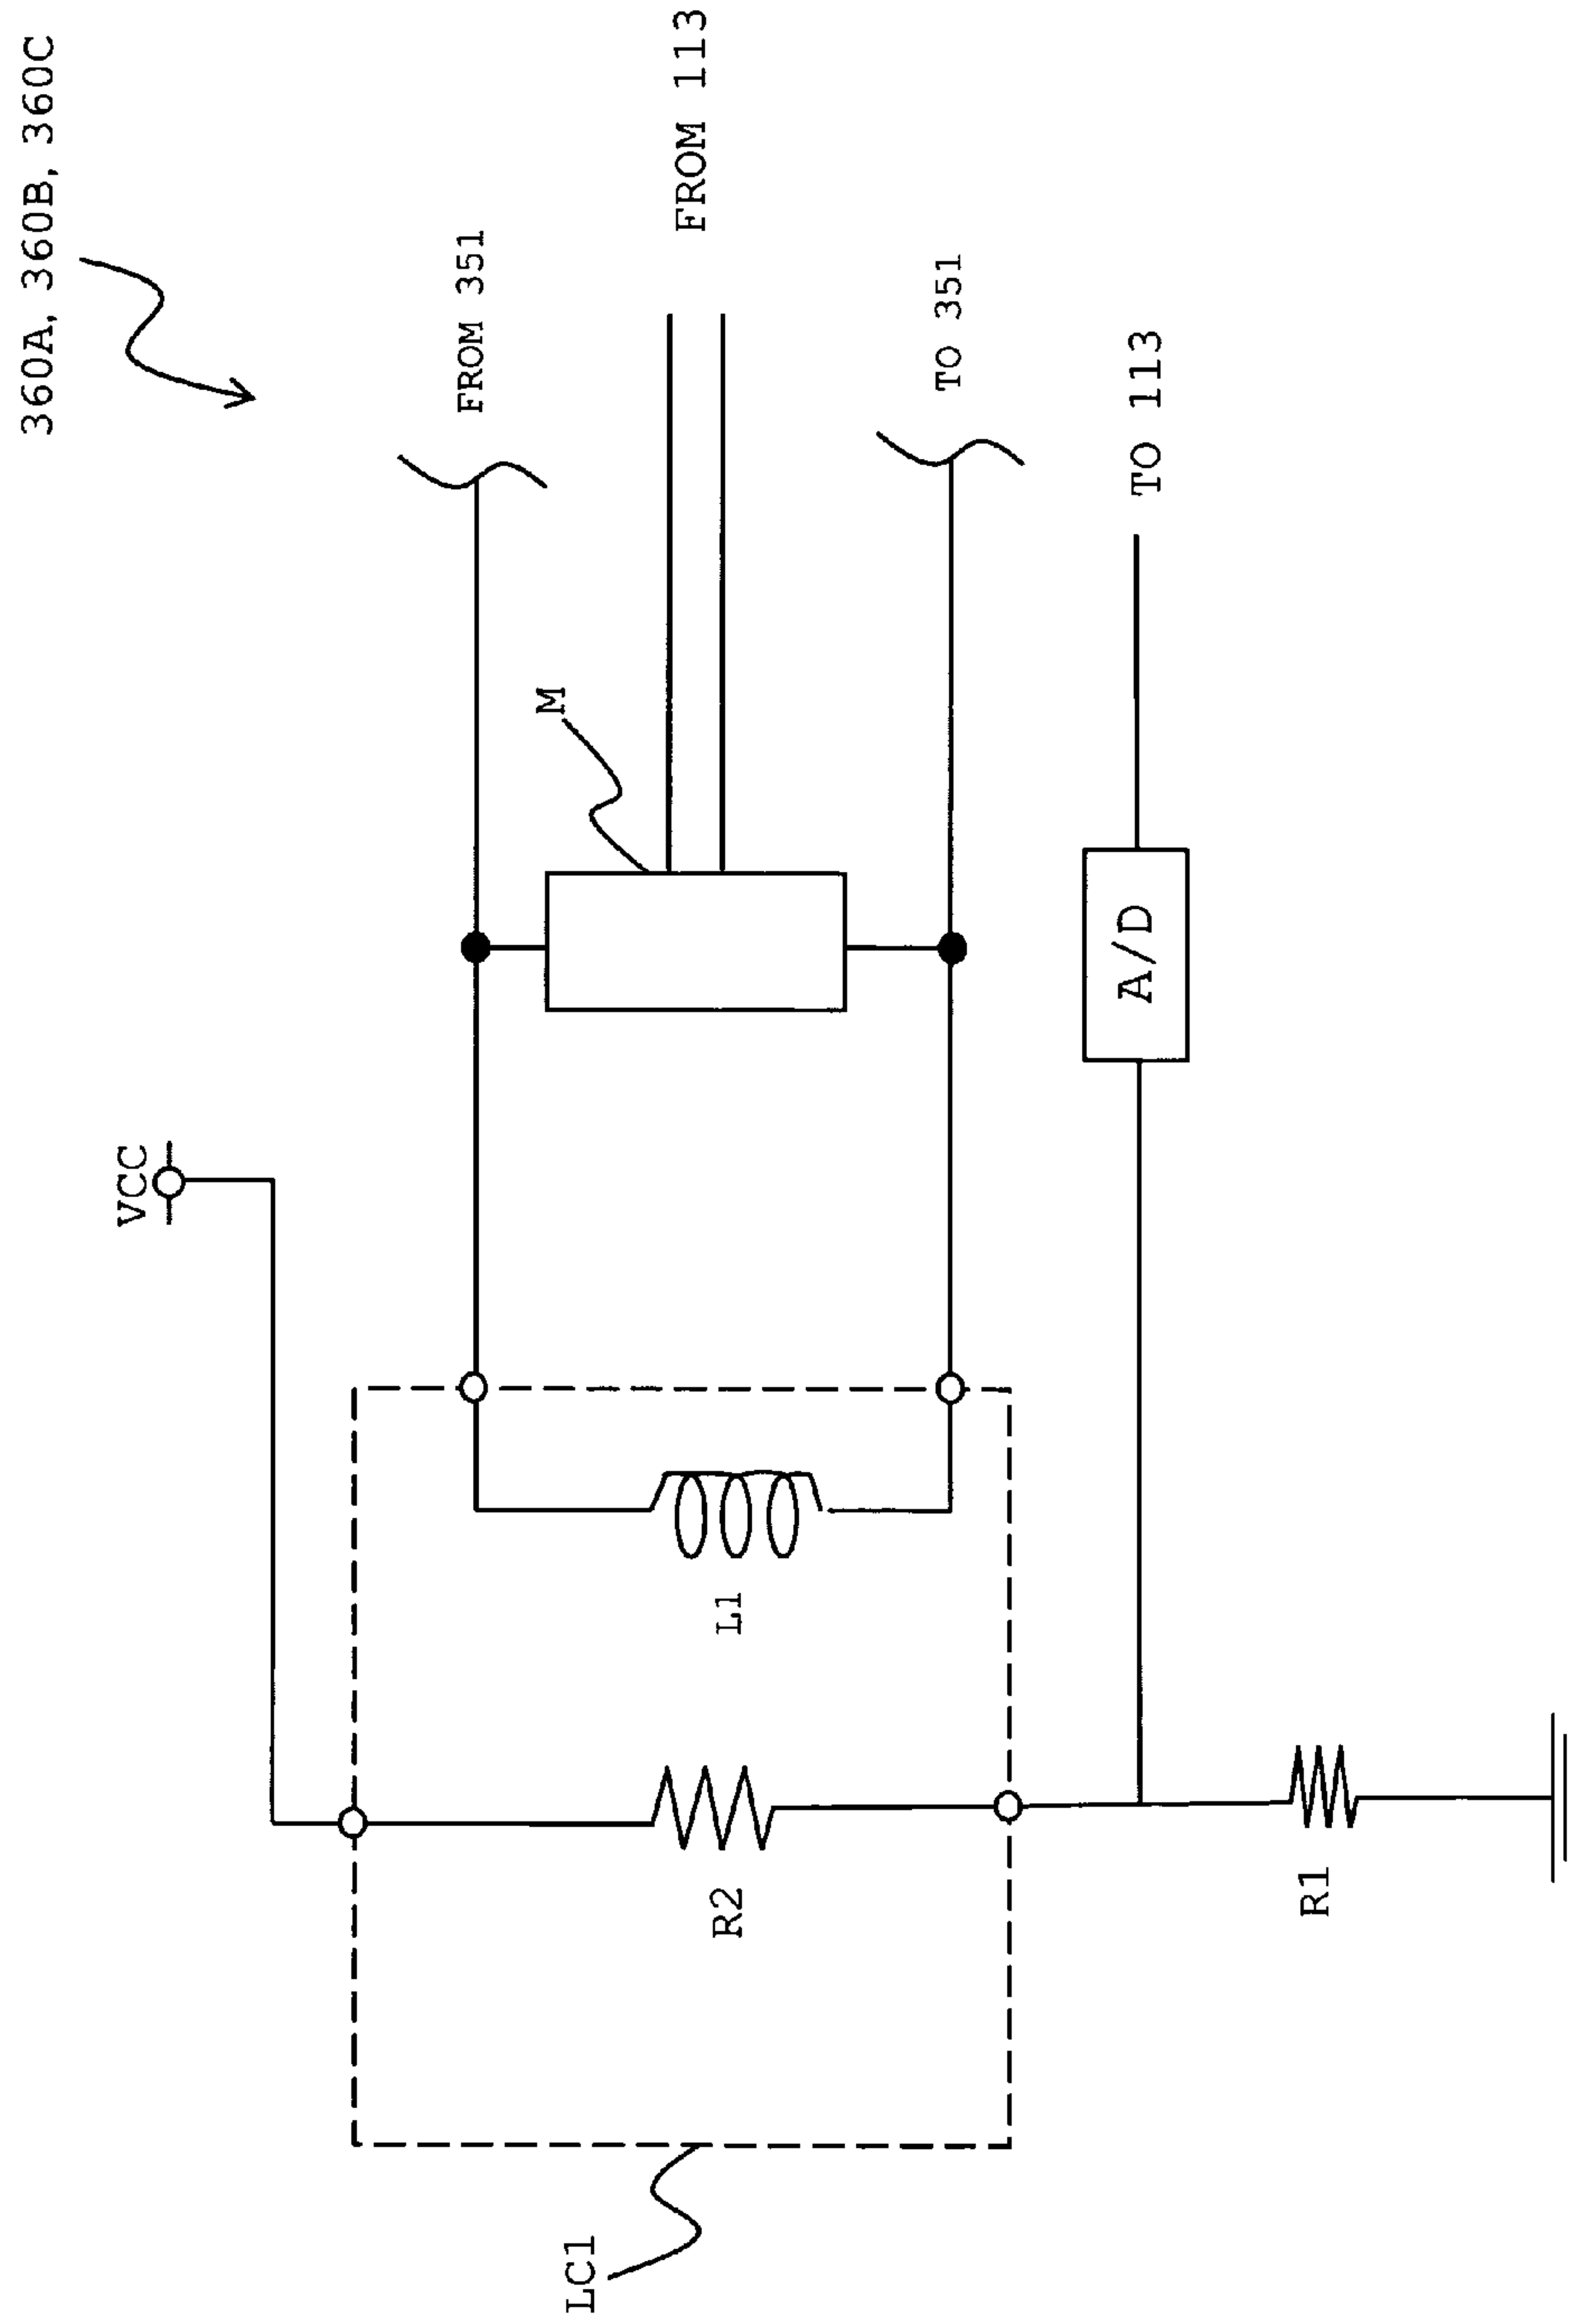 360A, 360B, 360C
VCC
FROM 351
M
FROM 113
TO 351
TO 113
A/D
L1
R2
R1
LC1